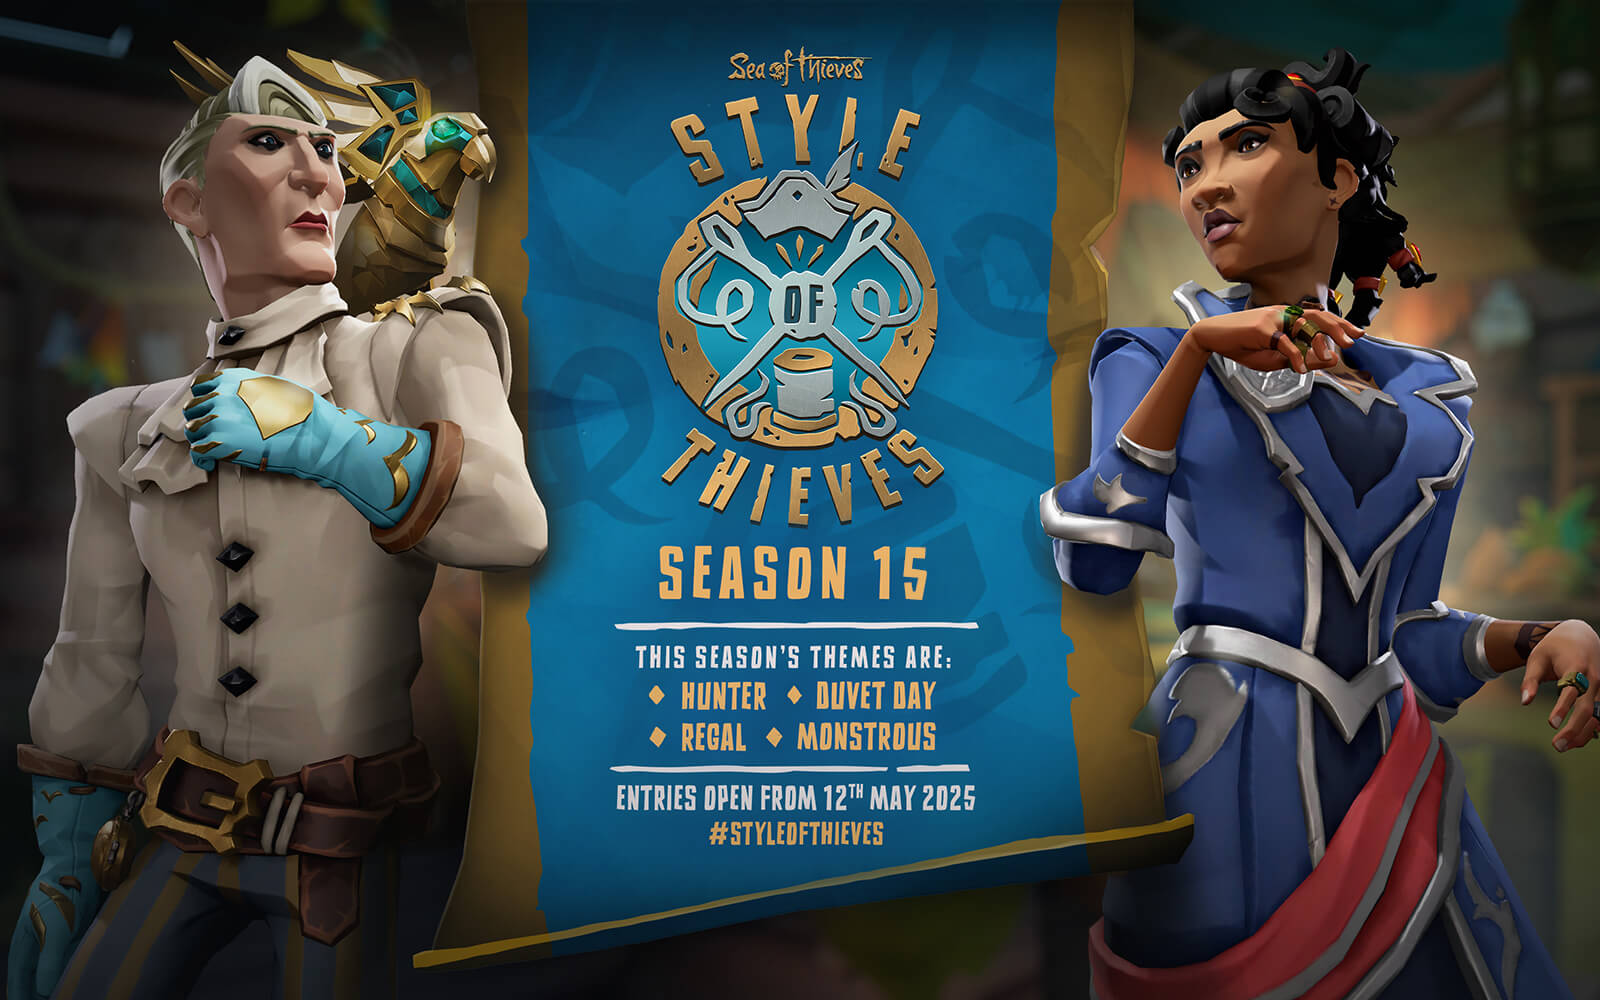 Sea of Thieves
STYLE
OF
THIEVES
SEASON 15
THIS SEASON'S THEMES ARE:
♦ HUNTER ♦ DUVET DAY
♦ REGAL ♦ MONSTROUS
ENTRIES OPEN FROM 12TH MAY 2025
#STYLEOFTHIEVES